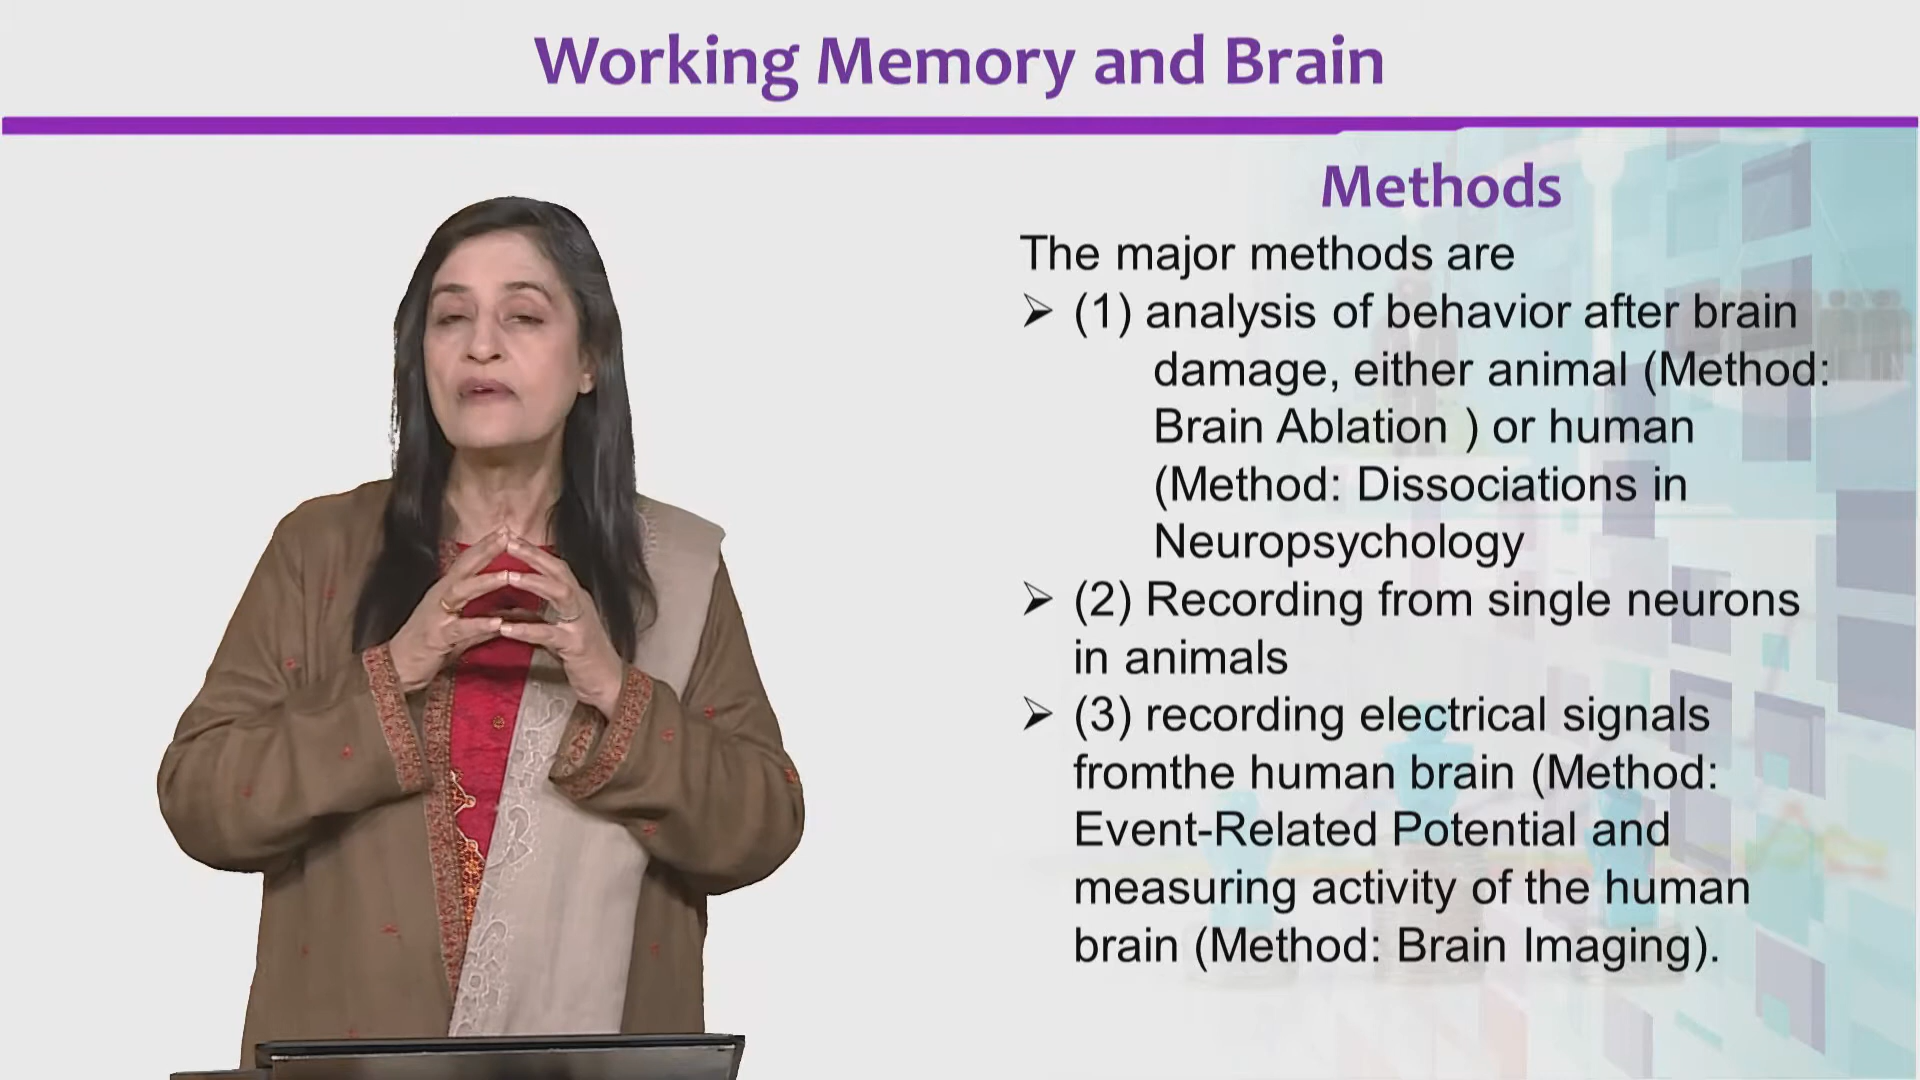 Working Memory and Brain
Methods
The major methods are
➢ (1) analysis of behavior after brain
damage, either animal (Method:
Brain Ablation ) or human
(Method: Dissociations in
Neuropsychology
➢ (2) Recording from single neurons
in animals
➢ (3) recording electrical signals
fromthe human brain (Method:
Event-Related Potential and
measuring activity of the human
brain (Method: Brain Imaging).